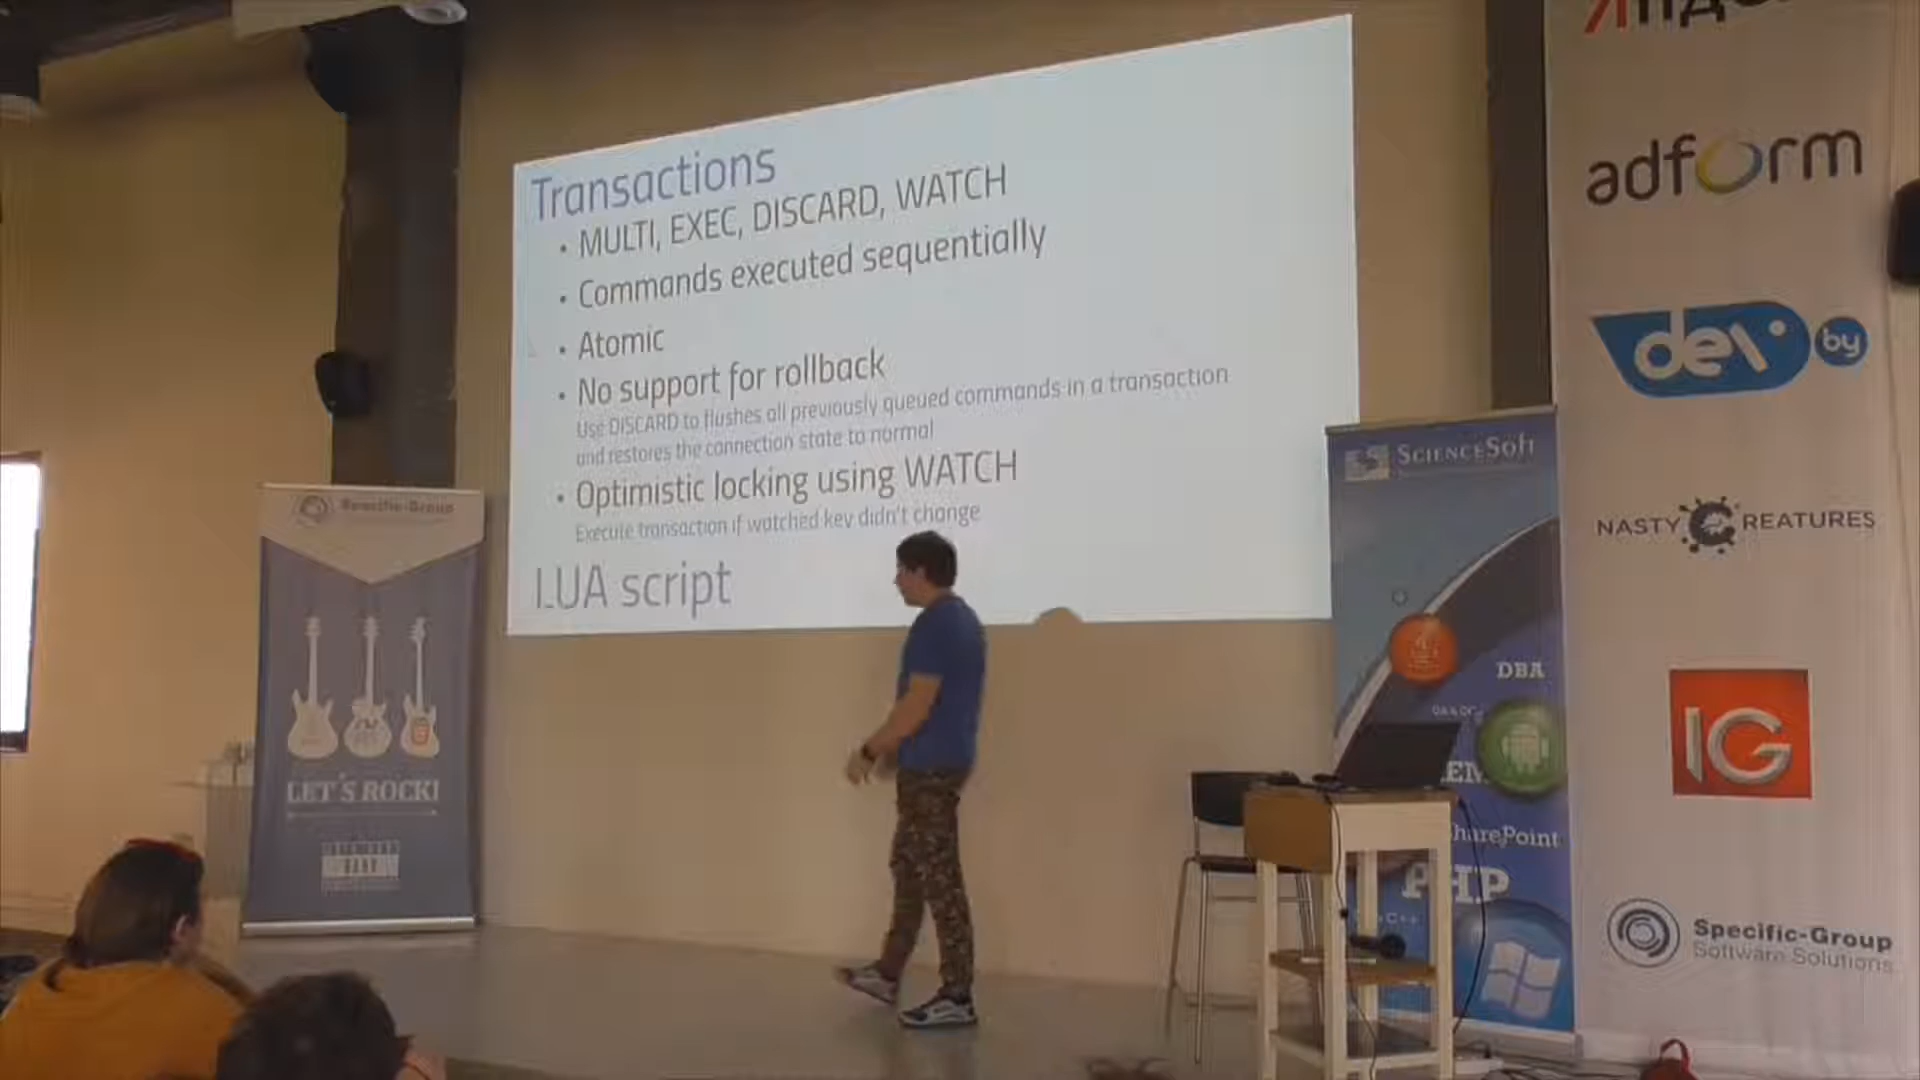 Transactions
• MULTI, EXEC, DISCARD, WATCH
• Commands executed sequentially
• Atomic
• No support for rollback
Use DISCARD to flushes all previously queued commands in a transaction
and restores the connection state to normal
• Optimistic locking using WATCH
Execute transaction if watched key didn't change
LUA script
Specific-Group
LET'S ROCK!
SCIENCESOFT
DBA
SharePoint
PHP
adform
dev by
NASTY CREATURES
IG
Specific-Group
Software Solutions